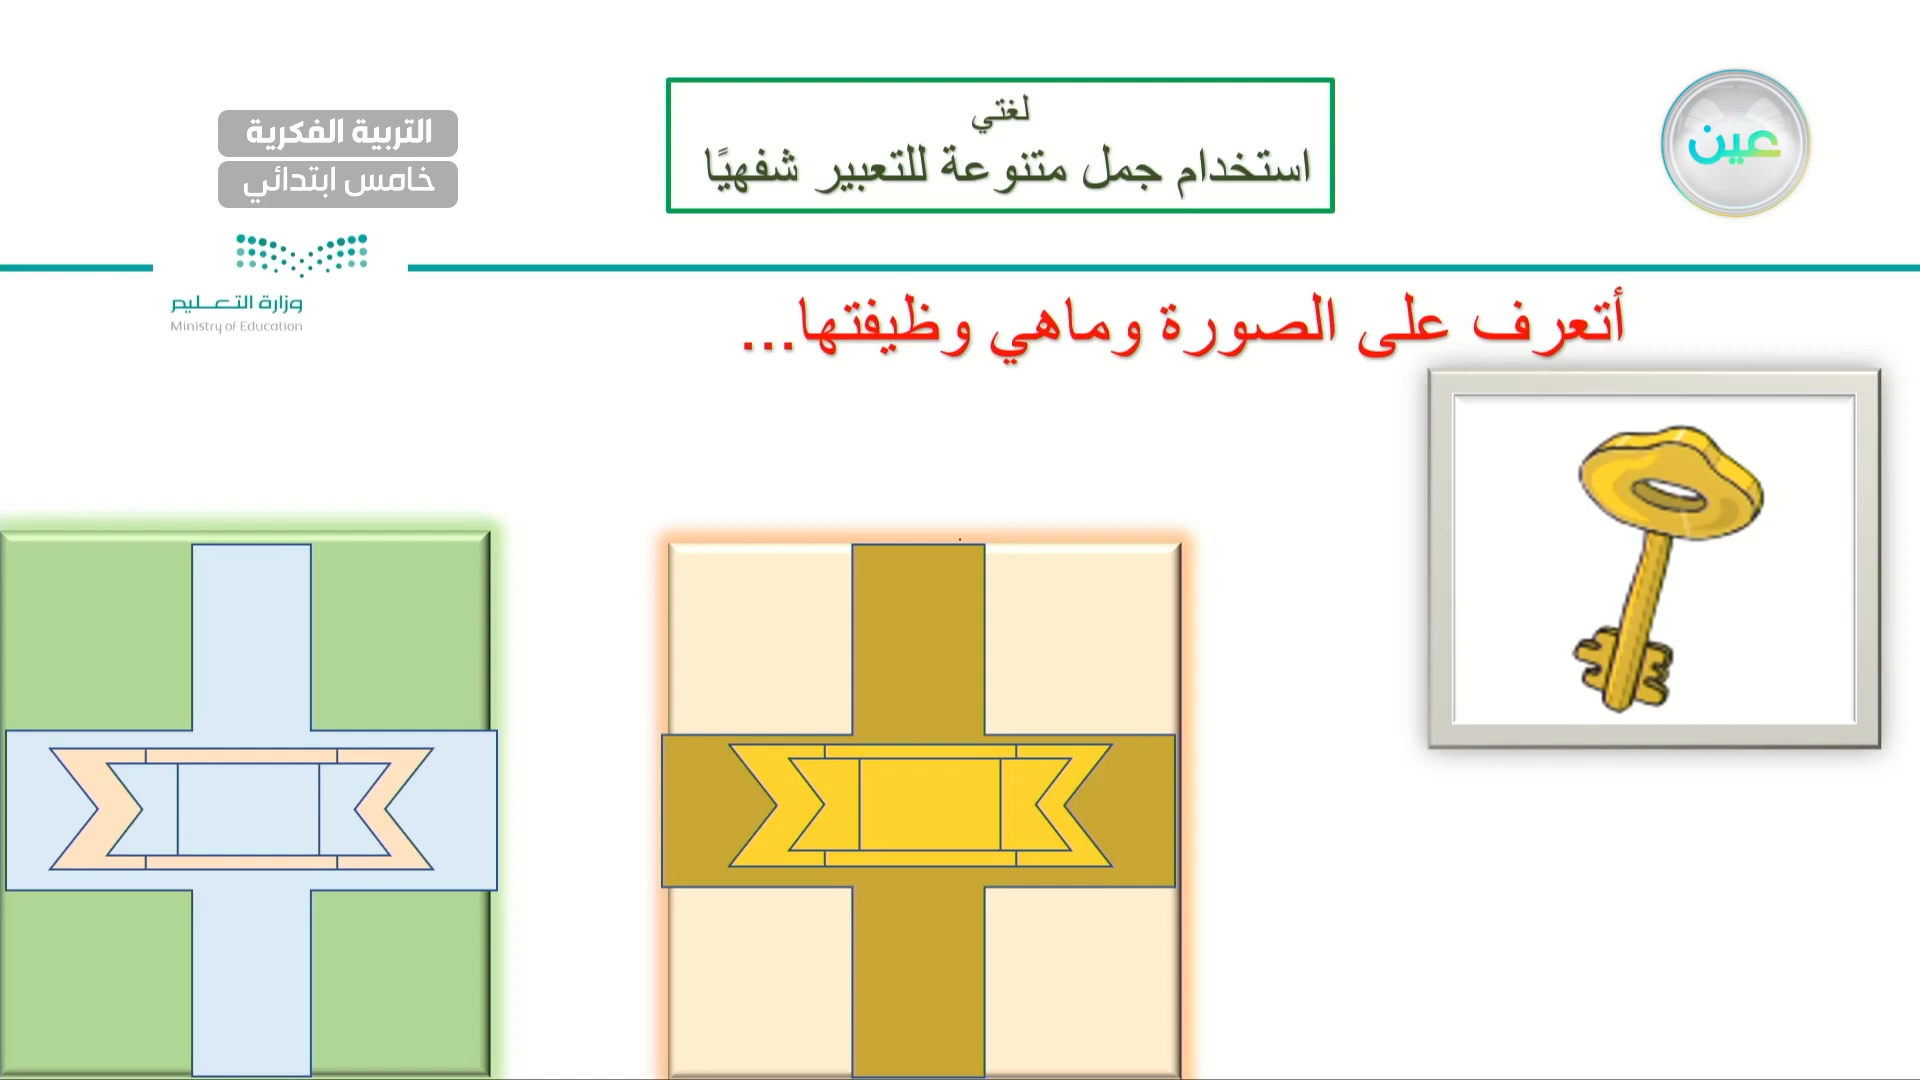 لغتي
استخدام جمل متنوعة للتعبير شفهيًا
عين
التربية الفكرية
خامس ابتدائي
وزارة التعليم
Ministry of Education
أتعرف على الصورة وماهي وظيفتها...